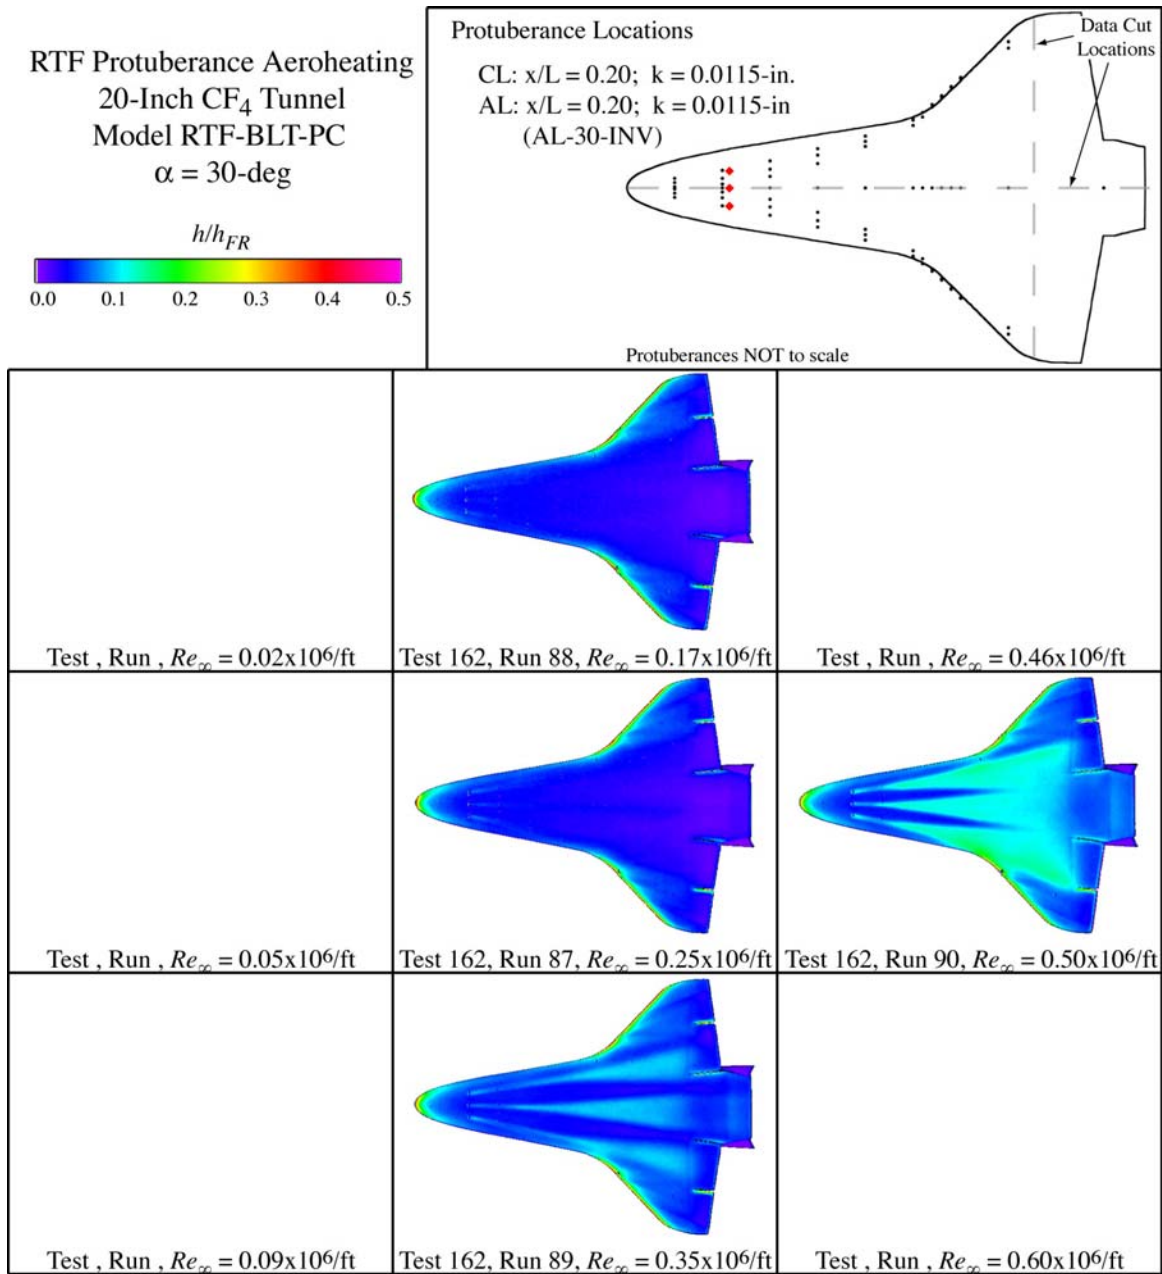 RTF Protuberance Aeroheating
20-Inch CF₄ Tunnel
Model RTF-BLT-PC
α = 30-deg
h/h_FR
0.0 0.1 0.2 0.3 0.4 0.5
Protuberance Locations
CL: x/L = 0.20; k = 0.0115-in.
AL: x/L = 0.20; k = 0.0115-in
(AL-30-INV)
Data Cut
Locations
Protuberances NOT to scale
Test , Run , Re∞ = 0.02x10⁶/ft
Test 162, Run 88, Re∞ = 0.17x10⁶/ft
Test , Run , Re∞ = 0.46x10⁶/ft
Test , Run , Re∞ = 0.05x10⁶/ft
Test 162, Run 87, Re∞ = 0.25x10⁶/ft
Test 162, Run 90, Re∞ = 0.50x10⁶/ft
Test , Run , Re∞ = 0.09x10⁶/ft
Test 162, Run 89, Re∞ = 0.35x10⁶/ft
Test , Run , Re∞ = 0.60x10⁶/ft